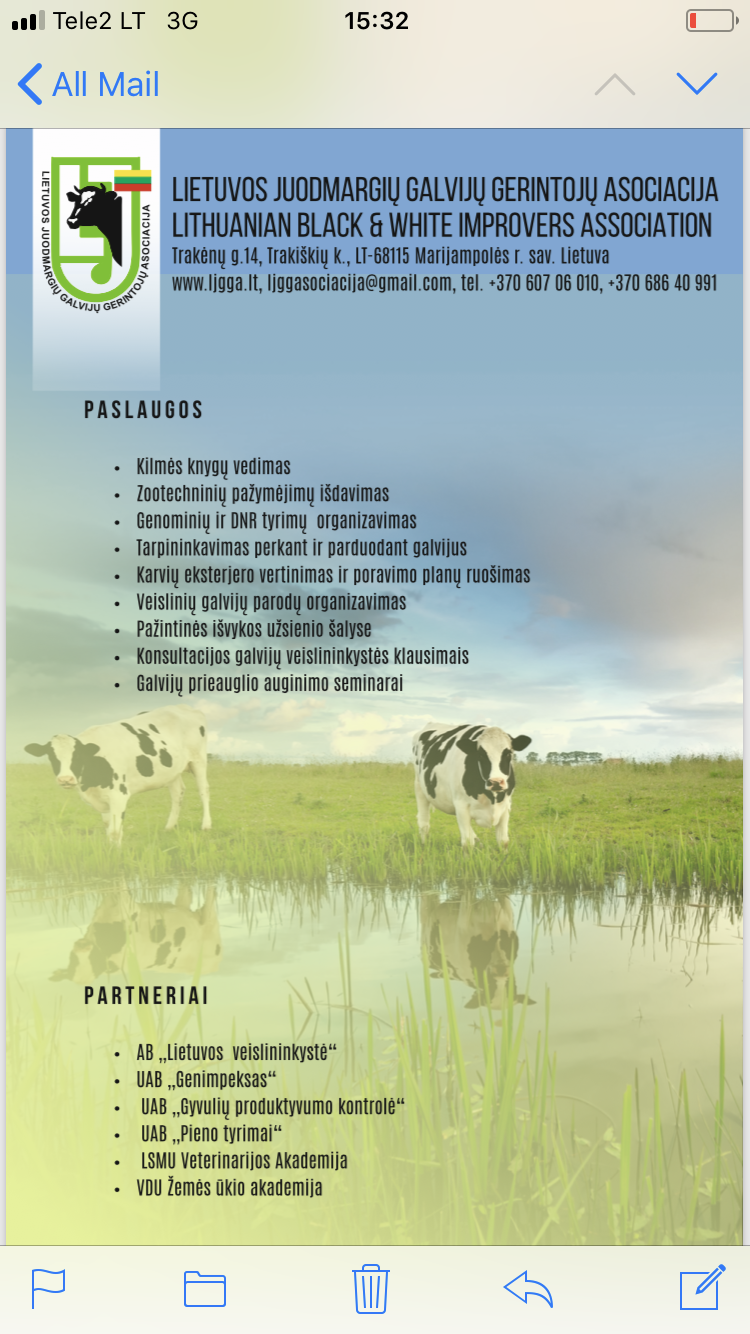 Tele2 LT 3G 15:32
All Mail
LIETUVOS JUODMARGIŲ GALVIJŲ GERINTOJŲ ASOCIACIJA
LIETUVOS JUODMARGIŲ GALVIJŲ GERINTOJŲ ASOCIACIJA
LITHUANIAN BLACK & WHITE IMPROVERS ASSOCIATION
Trakėnų g.14, Trakiškių k., LT-68115 Marijampolės r. sav. Lietuva
www.ljgga.lt, ljggasociacija@gmail.com, tel. +370 607 06 010, +370 686 40 991
PASLAUGOS
• Kilmės knygų vedimas
• Zootechninių pažymėjimų išdavimas
• Genominių ir DNR tyrimų organizavimas
• Tarpininkavimas perkant ir parduodant galvijus
• Karvių eksterjero vertinimas ir poravimo planų ruošimas
• Veislinių galvijų parodų organizavimas
• Pažintinės išvykos užsienio šalyse
• Konsultacijos galvijų veislininkystės klausimais
• Galvijų prieauglio auginimo seminarai
PARTNERIAI
• AB „Lietuvos veislininkystė“
• UAB „Genimpeksas“
• UAB „Gyvulių produktyvumo kontrolė“
• UAB „Pieno tyrimai“
• LSMU Veterinarijos Akademija
• VDU Žemės ūkio akademija